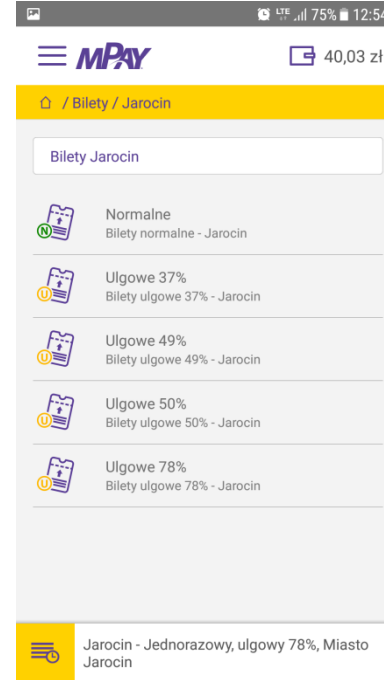 LTE 75% 12:54
mPAY 40,03 zł
/ Bilety / Jarocin
Bilety Jarocin
Normalne
Bilety normalne - Jarocin
N
Ulgowe 37%
Bilety ulgowe 37% - Jarocin
U
Ulgowe 49%
Bilety ulgowe 49% - Jarocin
U
Ulgowe 50%
Bilety ulgowe 50% - Jarocin
U
Ulgowe 78%
Bilety ulgowe 78% - Jarocin
U
Jarocin - Jednorazowy, ulgowy 78%, Miasto
Jarocin